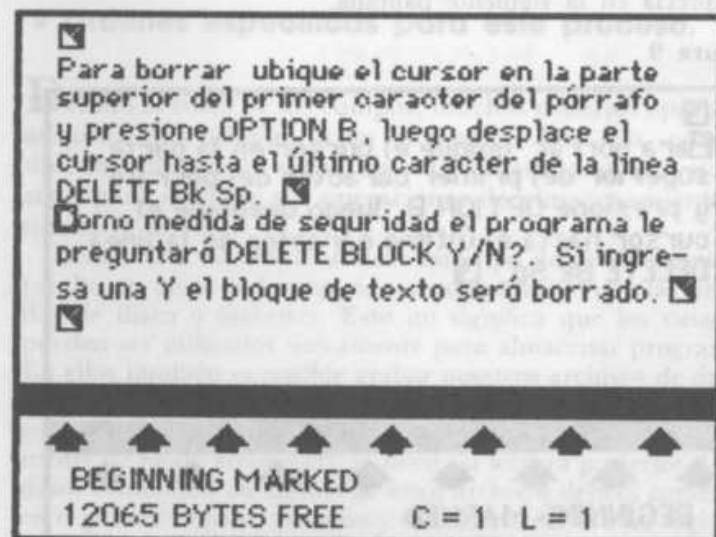 Para borrar ubique el cursor en la parte
superior del primer caracter del párrafo
y presione OPTION B, luego desplace el
cursor hasta el último caracter de la linea
DELETE Bk Sp.
Como medida de seguridad el programa le
preguntará DELETE BLOCK Y/N?. Si ingre-
sa una Y el bloque de texto será borrado.
BEGINNING MARKED
12065 BYTES FREE C = 1 L = 7